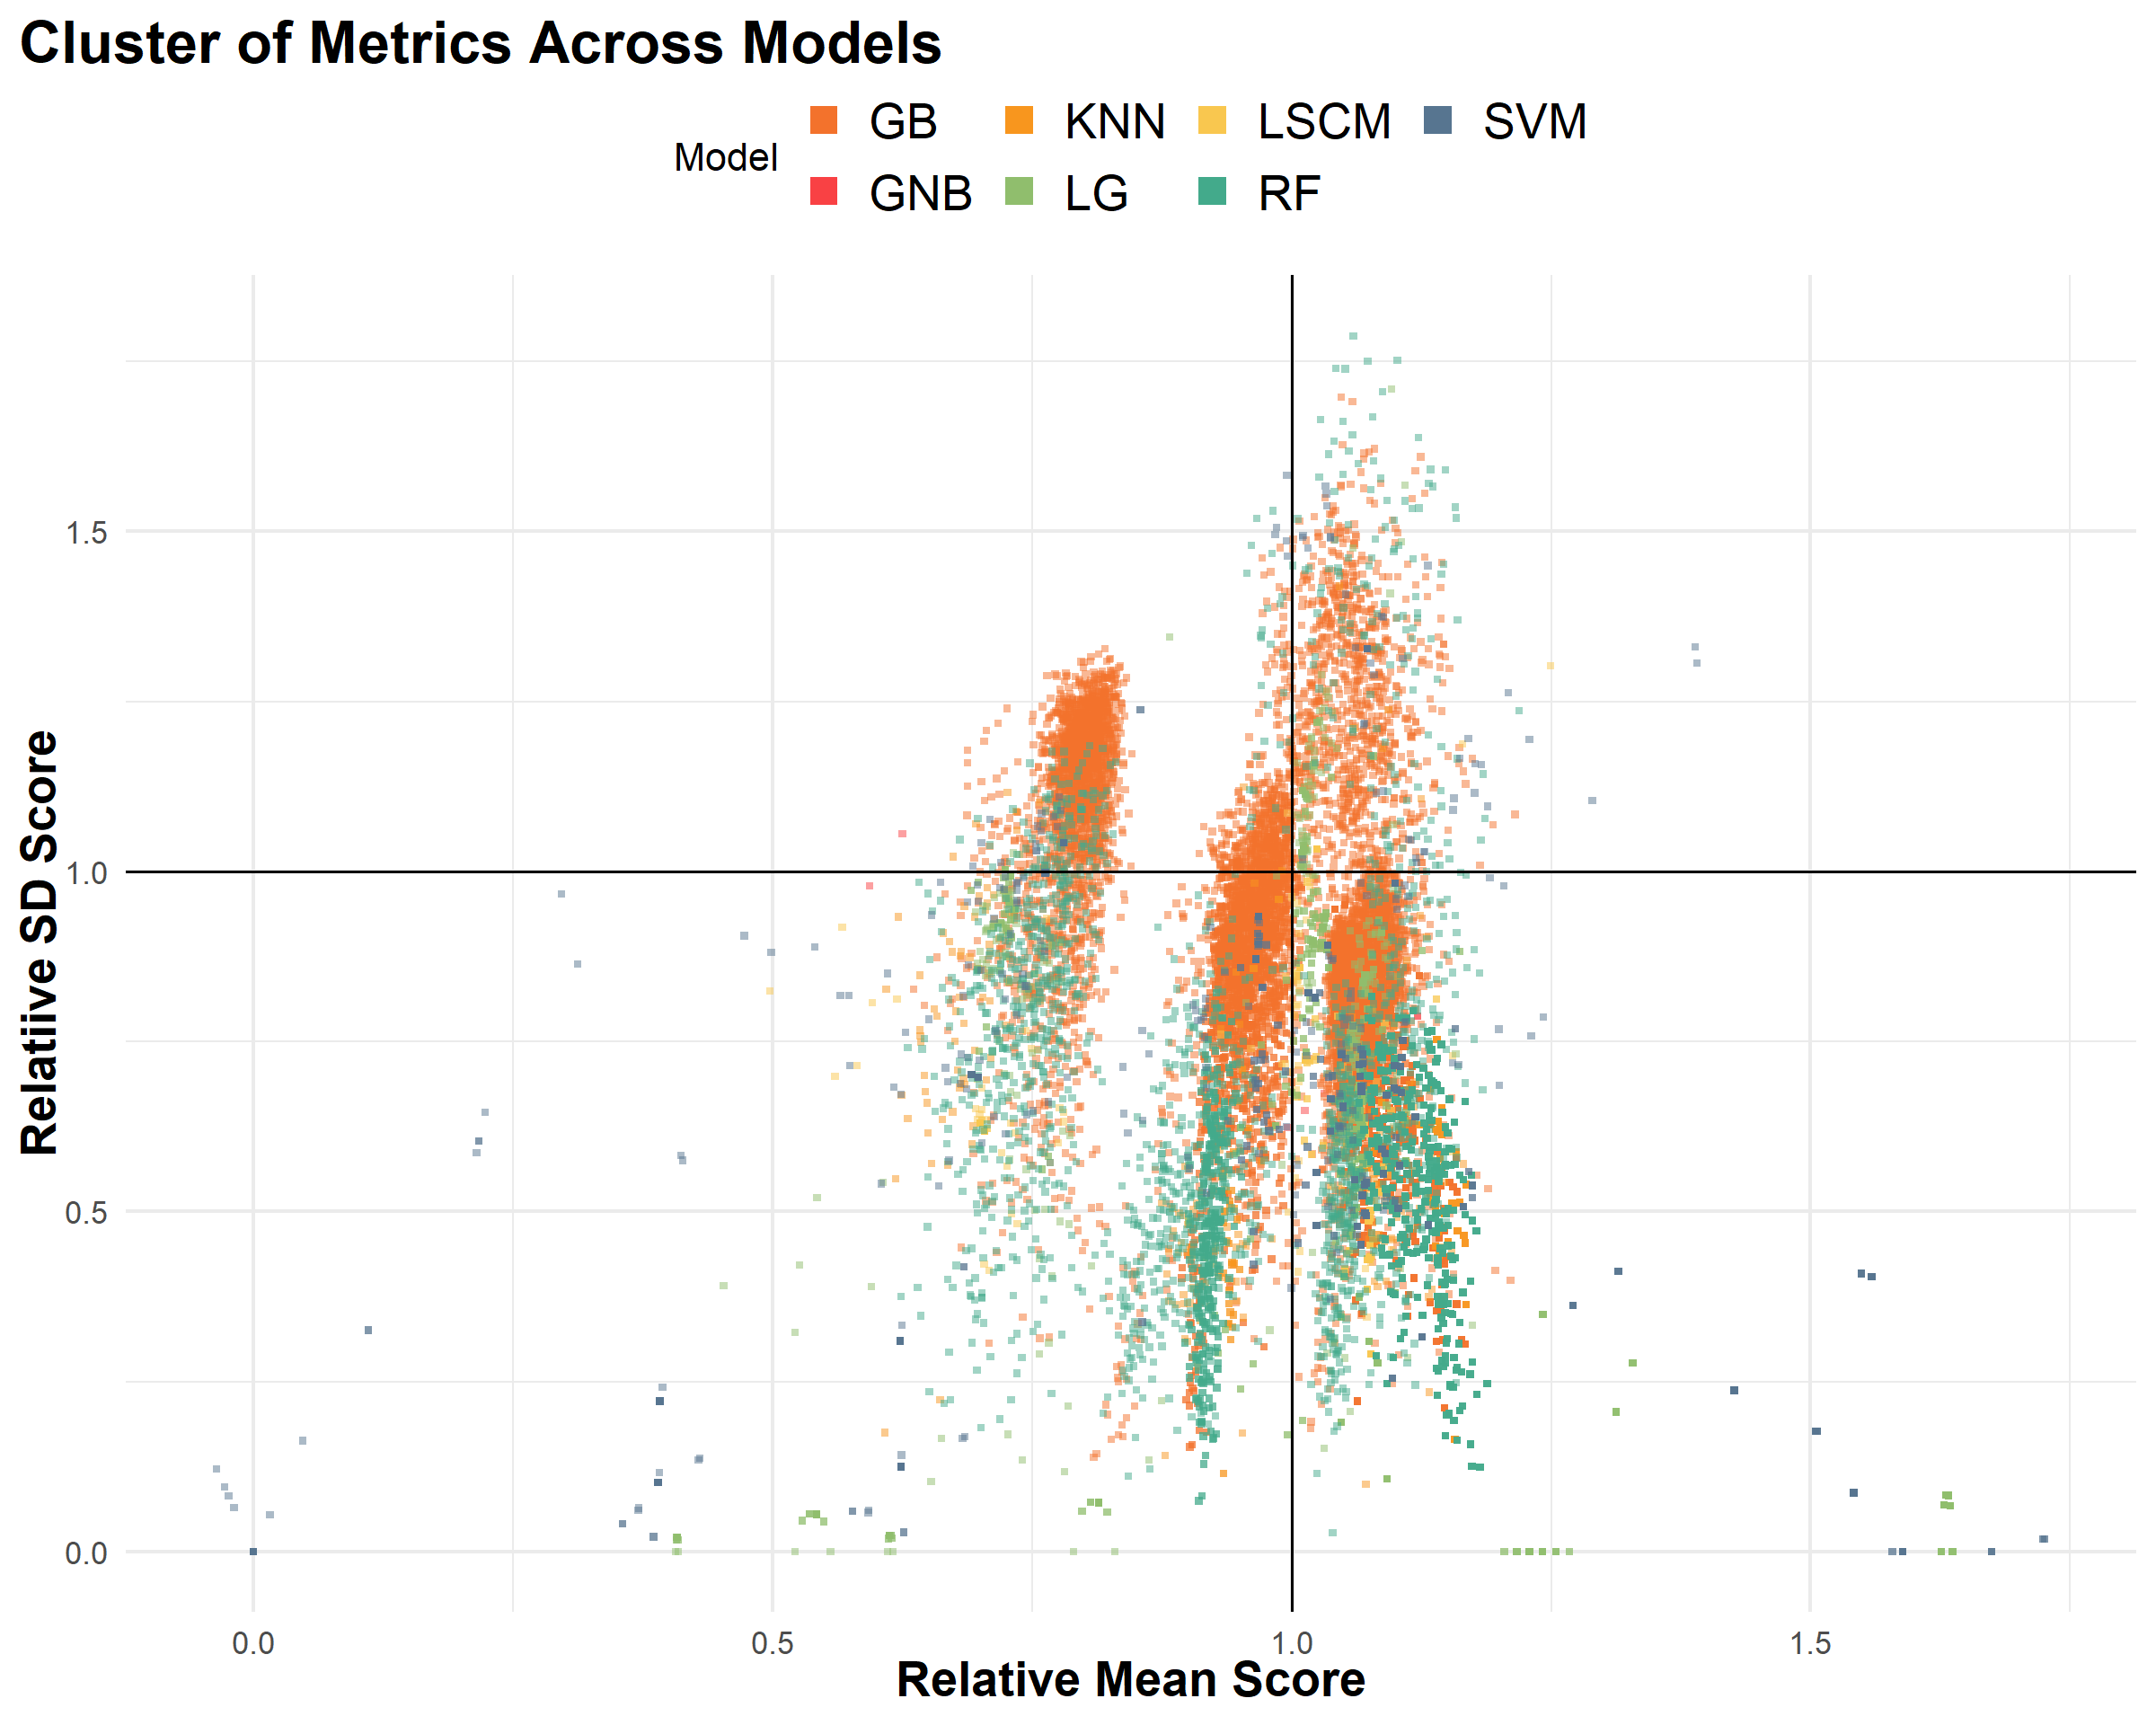 Cluster of Metrics Across Models
Model
GB KNN LSCM SVM
GNB LG RF
Relatiive SD Score
1.5
1.0
0.5
0.0
0.0 0.5 1.0 1.5
Relative Mean Score